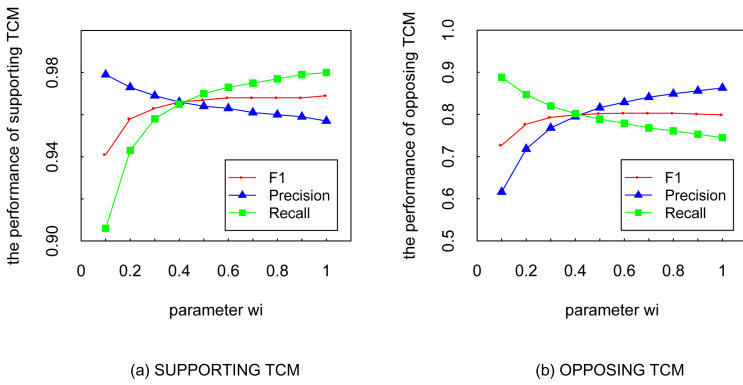 the performance of supporting TCM
0.98
0.94
0.90
F1
Precision
Recall
0 0.2 0.4 0.6 0.8 1
parameter wi
(a) SUPPORTING TCM
the performance of opposing TCM
1.0
0.9
0.8
0.7
0.6
0.5
F1
Precision
Recall
0 0.2 0.4 0.6 0.8 1
parameter wi
(b) OPPOSING TCM